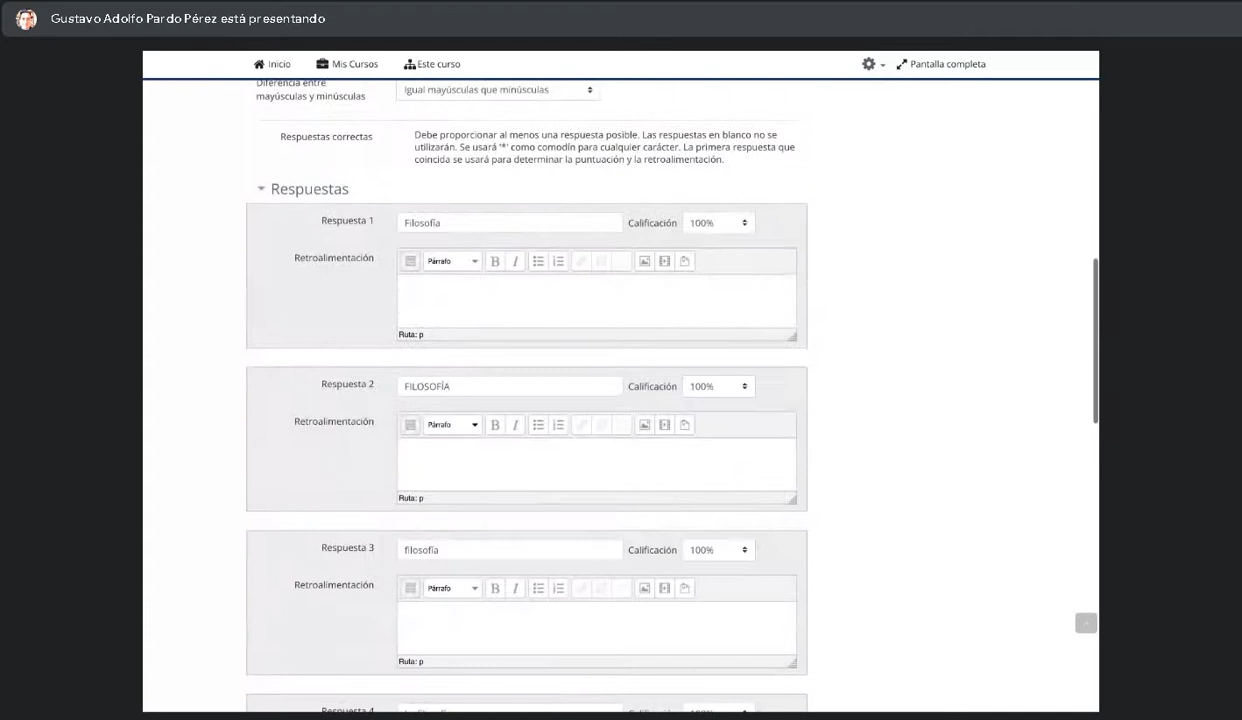 Gustavo Adolfo Pardo Pérez está presentando
Inicio Mis Cursos Este curso Pantalla completa
Diferencia entre
mayúsculas y minúsculas
Igual mayúsculas que minúsculas
Respuestas correctas
Debe proporcionar al menos una respuesta posible. Las respuestas en blanco no se
utilizarán. Se usará '*' como comodín para cualquier carácter. La primera respuesta que
coincida se usará para determinar la puntuación y la retroalimentación.
Respuestas
Respuesta 1 Filosofía Calificación 100%
Retroalimentación
Párrafo B I
Ruta: p
Respuesta 2 FILOSOFÍA Calificación 100%
Retroalimentación
Párrafo B I
Ruta: p
Respuesta 3 filosofía Calificación 100%
Retroalimentación
Párrafo B I
Ruta: p
Respuesta 4